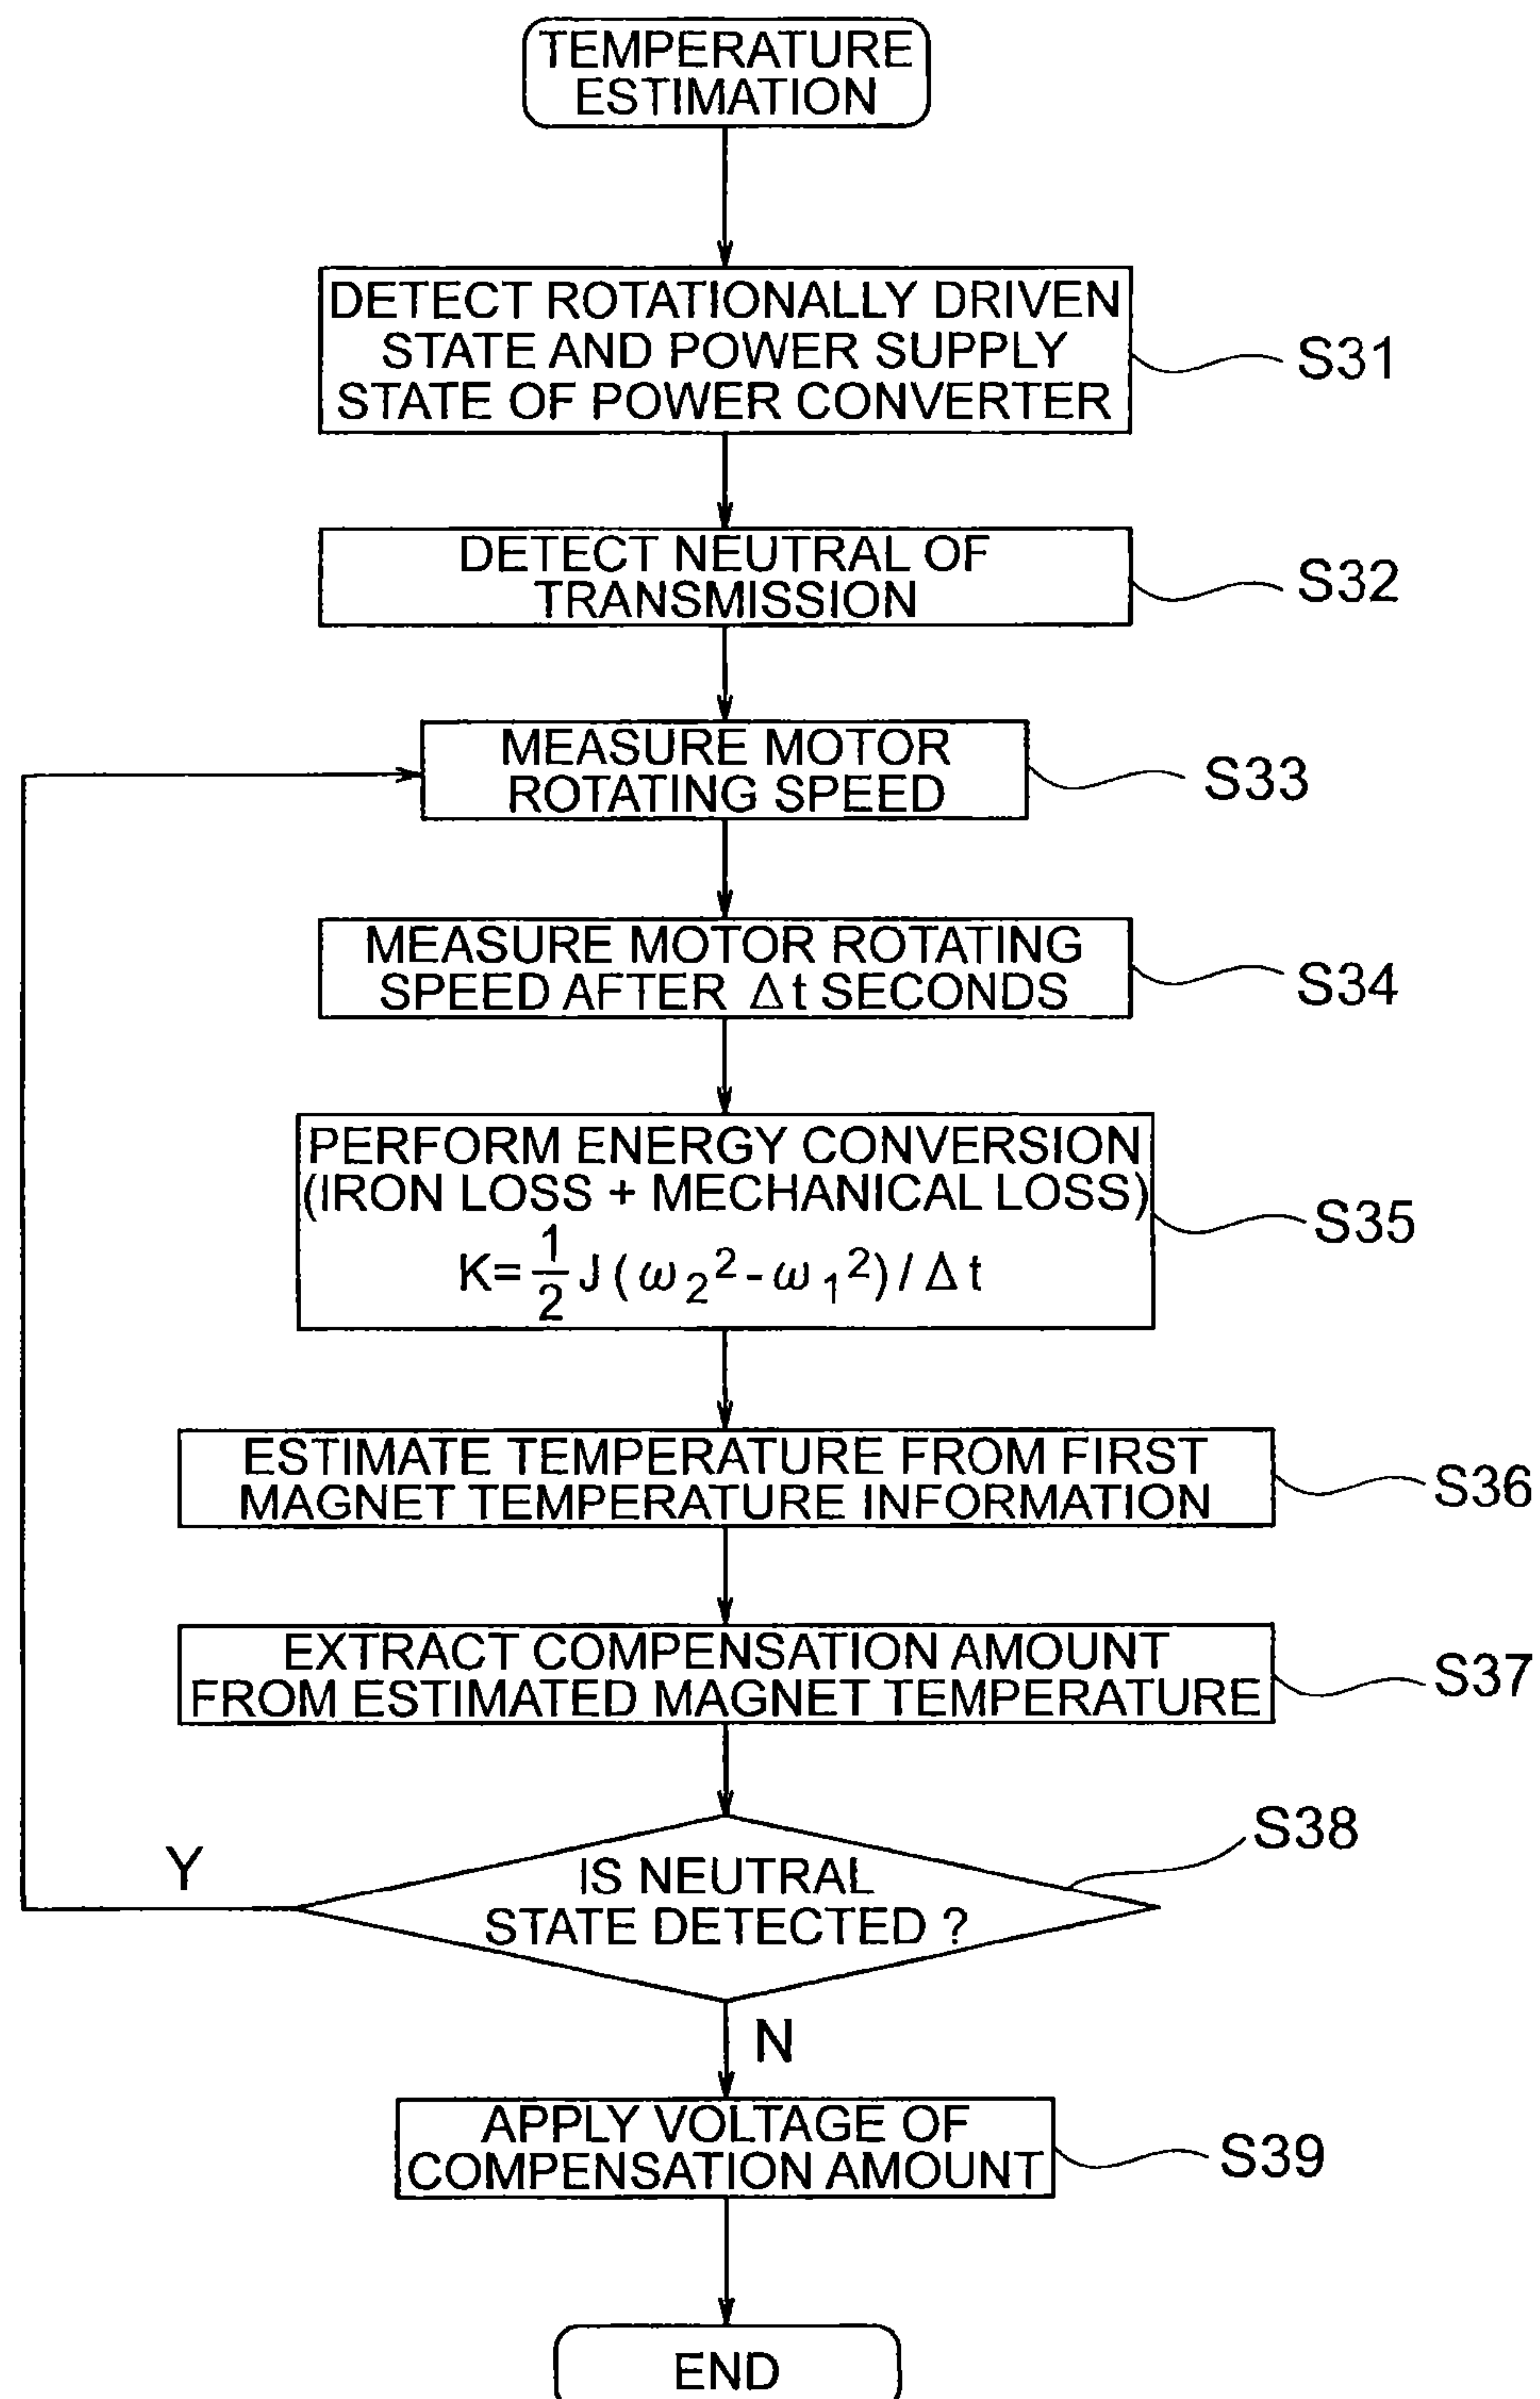 TEMPERATURE
ESTIMATION
DETECT ROTATIONALLY DRIVEN
STATE AND POWER SUPPLY
STATE OF POWER CONVERTER
S31
DETECT NEUTRAL OF
TRANSMISSION
S32
MEASURE MOTOR
ROTATING SPEED
S33
MEASURE MOTOR ROTATING
SPEED AFTER Δt SECONDS
S34
PERFORM ENERGY CONVERSION
(IRON LOSS + MECHANICAL LOSS)
K=1/2 J(ω₂²-ω₁²)/Δt
S35
ESTIMATE TEMPERATURE FROM FIRST
MAGNET TEMPERATURE INFORMATION
S36
EXTRACT COMPENSATION AMOUNT
FROM ESTIMATED MAGNET TEMPERATURE
S37
IS NEUTRAL
STATE DETECTED ?
S38
Y
N
APPLY VOLTAGE OF
COMPENSATION AMOUNT
S39
END